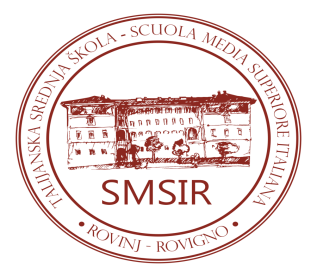 TALIJANSKA SREDNJA ŠKOLA - SCUOLA MEDIA SUPERIORE ITALIANA
SMSIR
• ROVINJ - ROVIGNO •